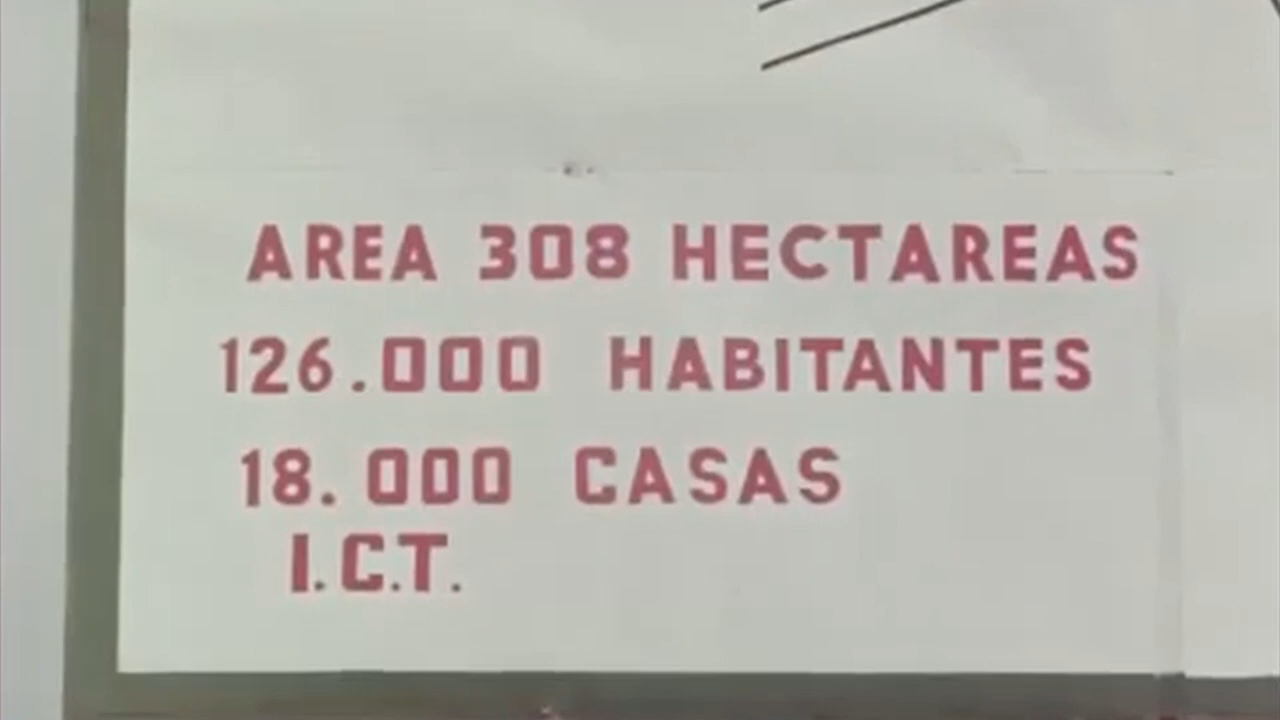 AREA 308 HECTAREAS
126.000 HABITANTES
18.000 CASAS
I.C.T.